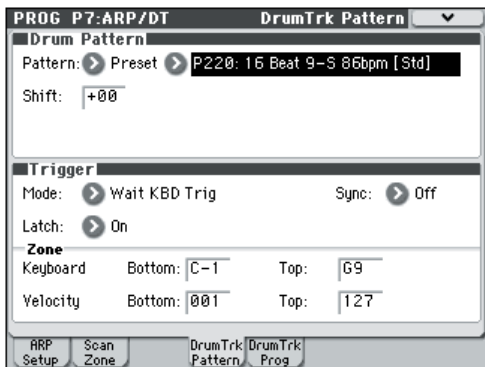 PROG P7:ARP/DT DrumTrk Pattern
Drum Pattern
Pattern: Preset P220: 16 Beat 9-S 86bpm [Std]
Shift: +00
Trigger
Mode: Wait KBD Trig Sync: Off
Latch: On
Zone
Keyboard Bottom: C-1 Top: G9
Velocity Bottom: 001 Top: 127
ARP Setup Scan Zone DrumTrk Pattern DrumTrk Prog